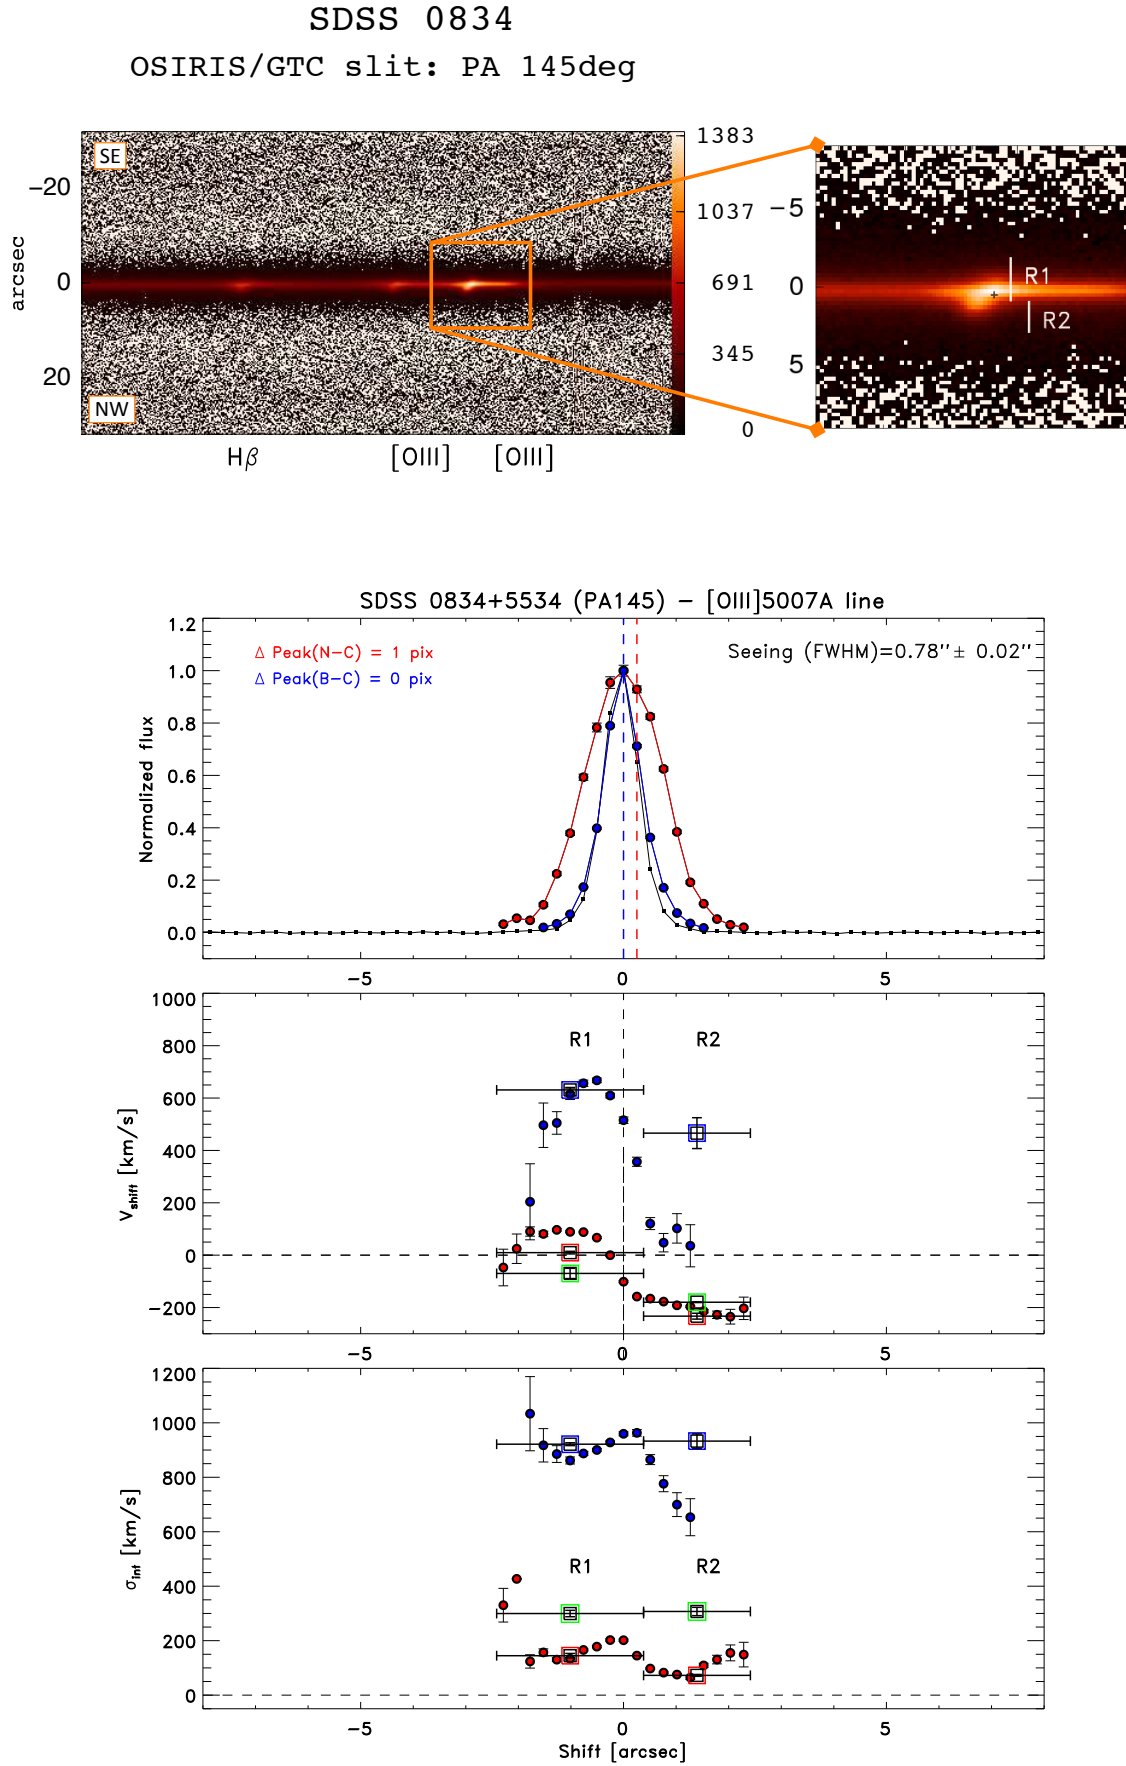 SDSS 0834
OSIRIS/GTC slit: PA 145deg
SE
NW
arcsec
−20
0
20
1383
1037
691
345
0
−5
0
5
R1
R2
Hβ
[OIII]
[OIII]
SDSS 0834+5534 (PA145) − [OIII]5007A line
Δ Peak(N−C) = 1 pix
Δ Peak(B−C) = 0 pix
Seeing (FWHM)=0.78''± 0.02''
Normalized flux
1.2
1.0
0.8
0.6
0.4
0.2
0.0
−5
0
5
Vshift [km/s]
1000
800
600
400
200
0
−200
R1
R2
−5
0
5
σint [km/s]
1200
1000
800
600
400
200
0
R1
R2
−5
0
5
Shift [arcsec]